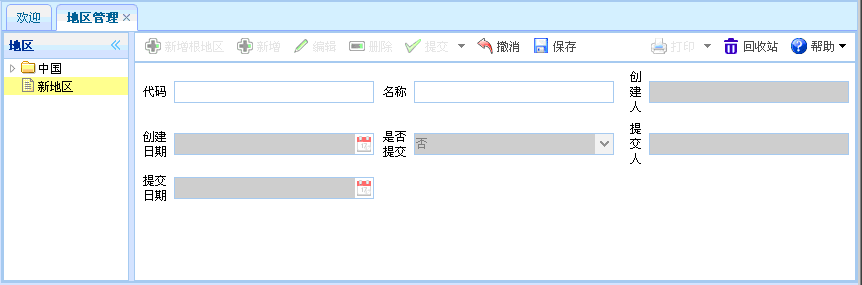 欢迎 地区管理
地区 新增根地区 新增 编辑 删除 提交 撤消 保存 打印 回收站 帮助
中国
新地区
代码 名称 创建人
创建日期 是否提交 否 提交人
提交日期